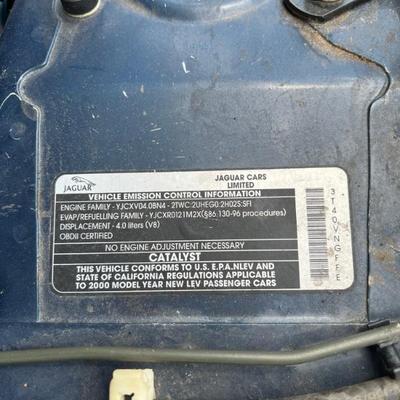 JAGUAR
JAGUAR CARS
LIMITED
VEHICLE EMISSION CONTROL INFORMATION
ENGINE FAMILY - YJCXV04.0BN4 - 2TWC:2UHEGO:2H02S:SFI
EVAP/REFUELLING FAMILY - YJCXR0121M2X(§86.130-96 procedures)
DISPLACEMENT - 4.0 liters (V8)
OBDII CERTIFIED
NO ENGINE ADJUSTMENT NECESSARY
CATALYST
THIS VEHICLE CONFORMS TO U.S. E.P.A.NLEV AND
STATE OF CALIFORNIA REGULATIONS APPLICABLE
TO 2000 MODEL YEAR NEW LEV PASSENGER CARS
3T40VNGFFE